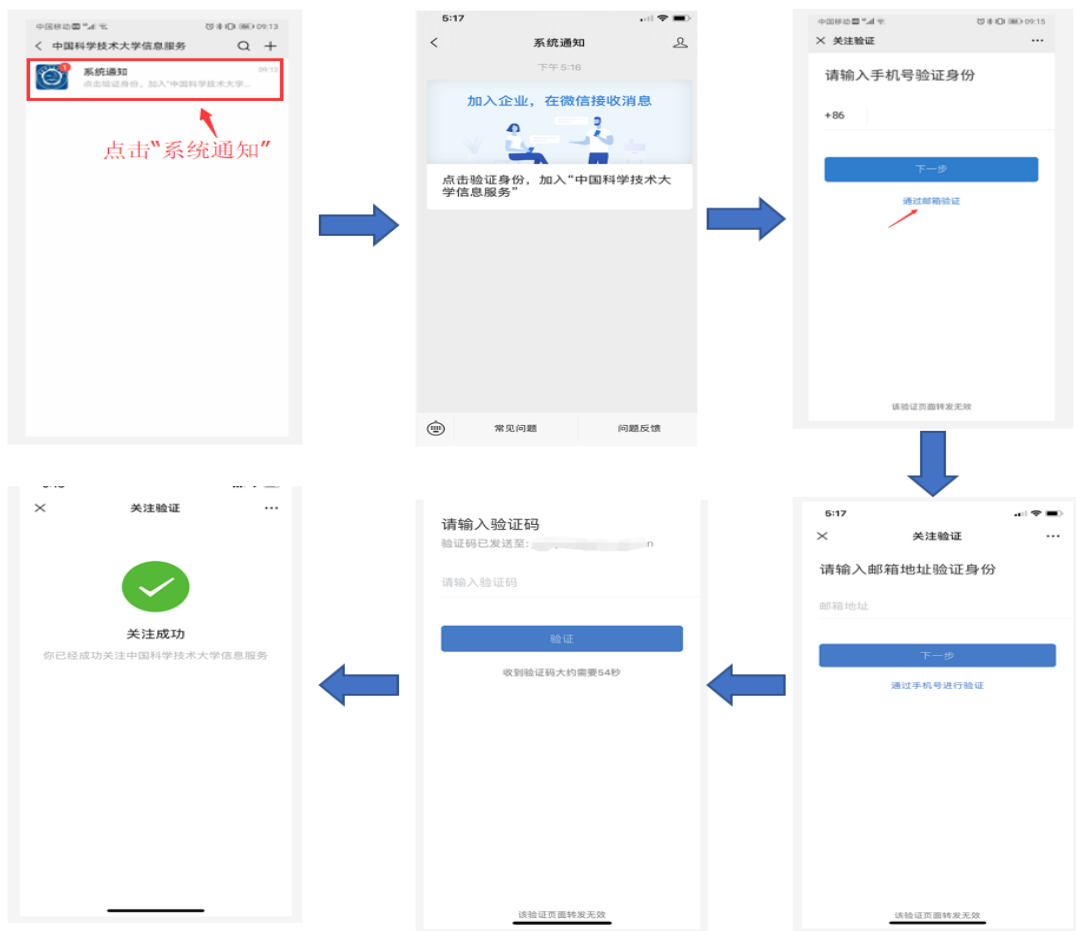 中国移动 09:13
中国科学技术大学信息服务
系统通知 09:13
点击验证身份，加入“中国科学技术大学...
点击“系统通知”
5:17
系统通知
下午 5:16
加入企业，在微信接收消息
点击验证身份，加入“中国科学技术大
学信息服务”
常见问题 问题反馈
中国移动 09:15
关注验证
请输入手机号验证身份
+86
下一步
通过邮箱验证
该验证页面转发无效
5:17
关注验证
请输入邮箱地址验证身份
邮箱地址
下一步
通过手机号进行验证
该验证页面转发无效
请输入验证码
验证码已发送至: n
请输入验证码
验证
收到验证码大约需要54秒
该验证页面转发无效
关注验证
关注成功
你已经成功关注中国科学技术大学信息服务